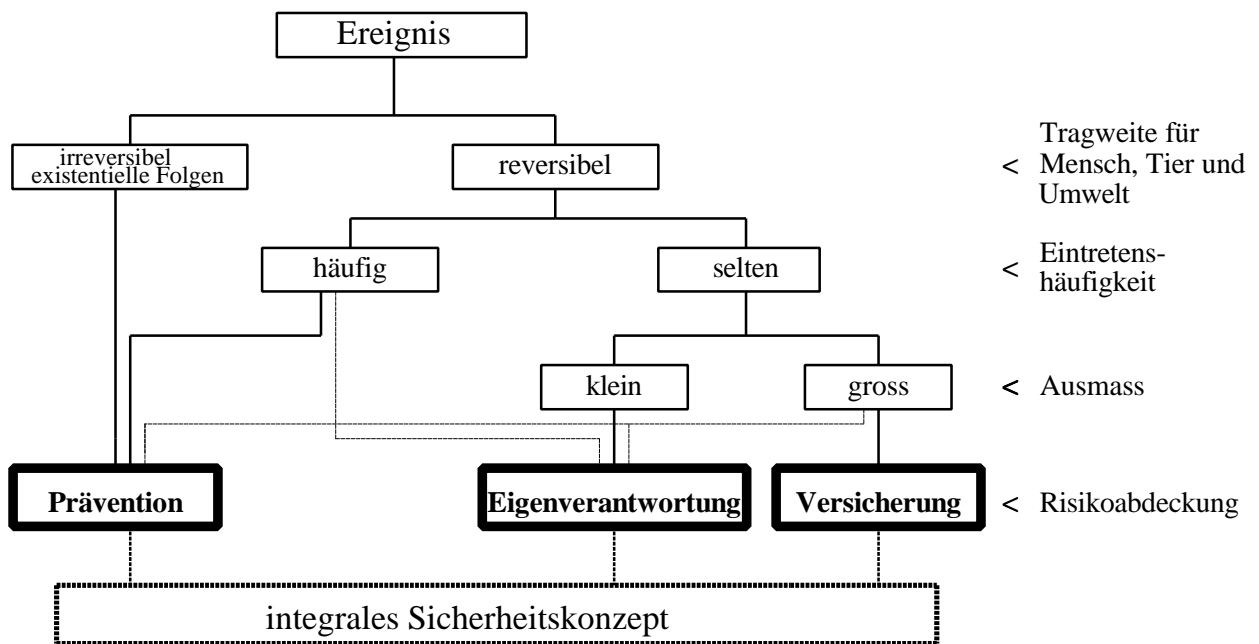 Ereignis
irreversibel
existentielle Folgen
reversibel
< Tragweite für
Mensch, Tier und
Umwelt
häufig
selten
< Eintretens-
häufigkeit
klein
gross
< Ausmass
Prävention
Eigenverantwortung
Versicherung
< Risikoabdeckung
integrales Sicherheitskonzept